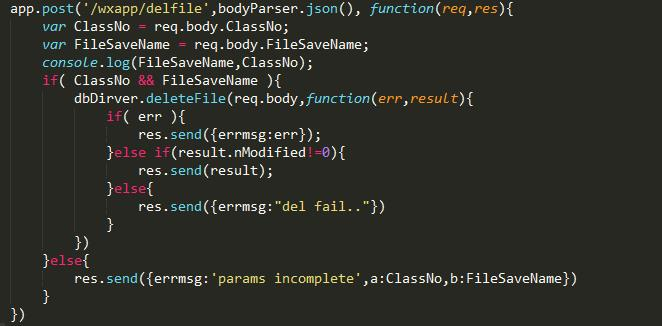 app.post('/wxapp/delfile',bodyParser.json(), function(req,res){
    var ClassNo = req.body.ClassNo;
    var FileSaveName = req.body.FileSaveName;
    console.log(FileSaveName,ClassNo);
    if( ClassNo && FileSaveName ){
        dbDirver.deleteFile(req.body,function(err,result){
            if( err ){
                res.send({errmsg:err});
            }else if(result.nModified!=0){
                res.send(result);
            }else{
                res.send({errmsg:"del fail.."})
            }
        })
    }else{
        res.send({errmsg:'params incomplete',a:ClassNo,b:FileSaveName})
    }
})